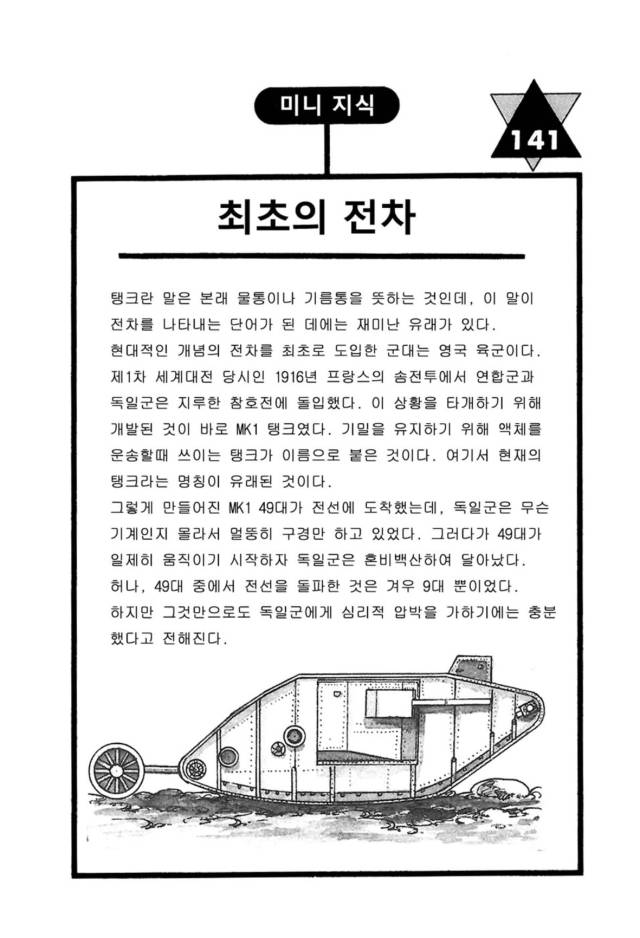 미니 지식
141
최초의 전차
탱크란 말은 본래 물통이나 기름통을 뜻하는 것인데, 이 말이
전차를 나타내는 단어가 된 데에는 재미난 유래가 있다.
현대적인 개념의 전차를 최초로 도입한 군대는 영국 육군이다.
제1차 세계대전 당시인 1916년 프랑스의 솜전투에서 연합군과
독일군은 지루한 참호전에 돌입했다. 이 상황을 타개하기 위해
개발된 것이 바로 MK1 탱크였다. 기밀을 유지하기 위해 액체를
운송할때 쓰이는 탱크가 이름으로 붙은 것이다. 여기서 현재의
탱크라는 명칭이 유래된 것이다.
그렇게 만들어진 MK1 49대가 전선에 도착했는데, 독일군은 무슨
기계인지 몰라서 멀뚱히 구경만 하고 있었다. 그러다가 49대가
일제히 움직이기 시작하자 독일군은 혼비백산하여 달아났다.
허나, 49대 중에서 전선을 돌파한 것은 겨우 9대 뿐이었다.
하지만 그것만으로도 독일군에게 심리적 압박을 가하기에는 충분
했다고 전해진다.